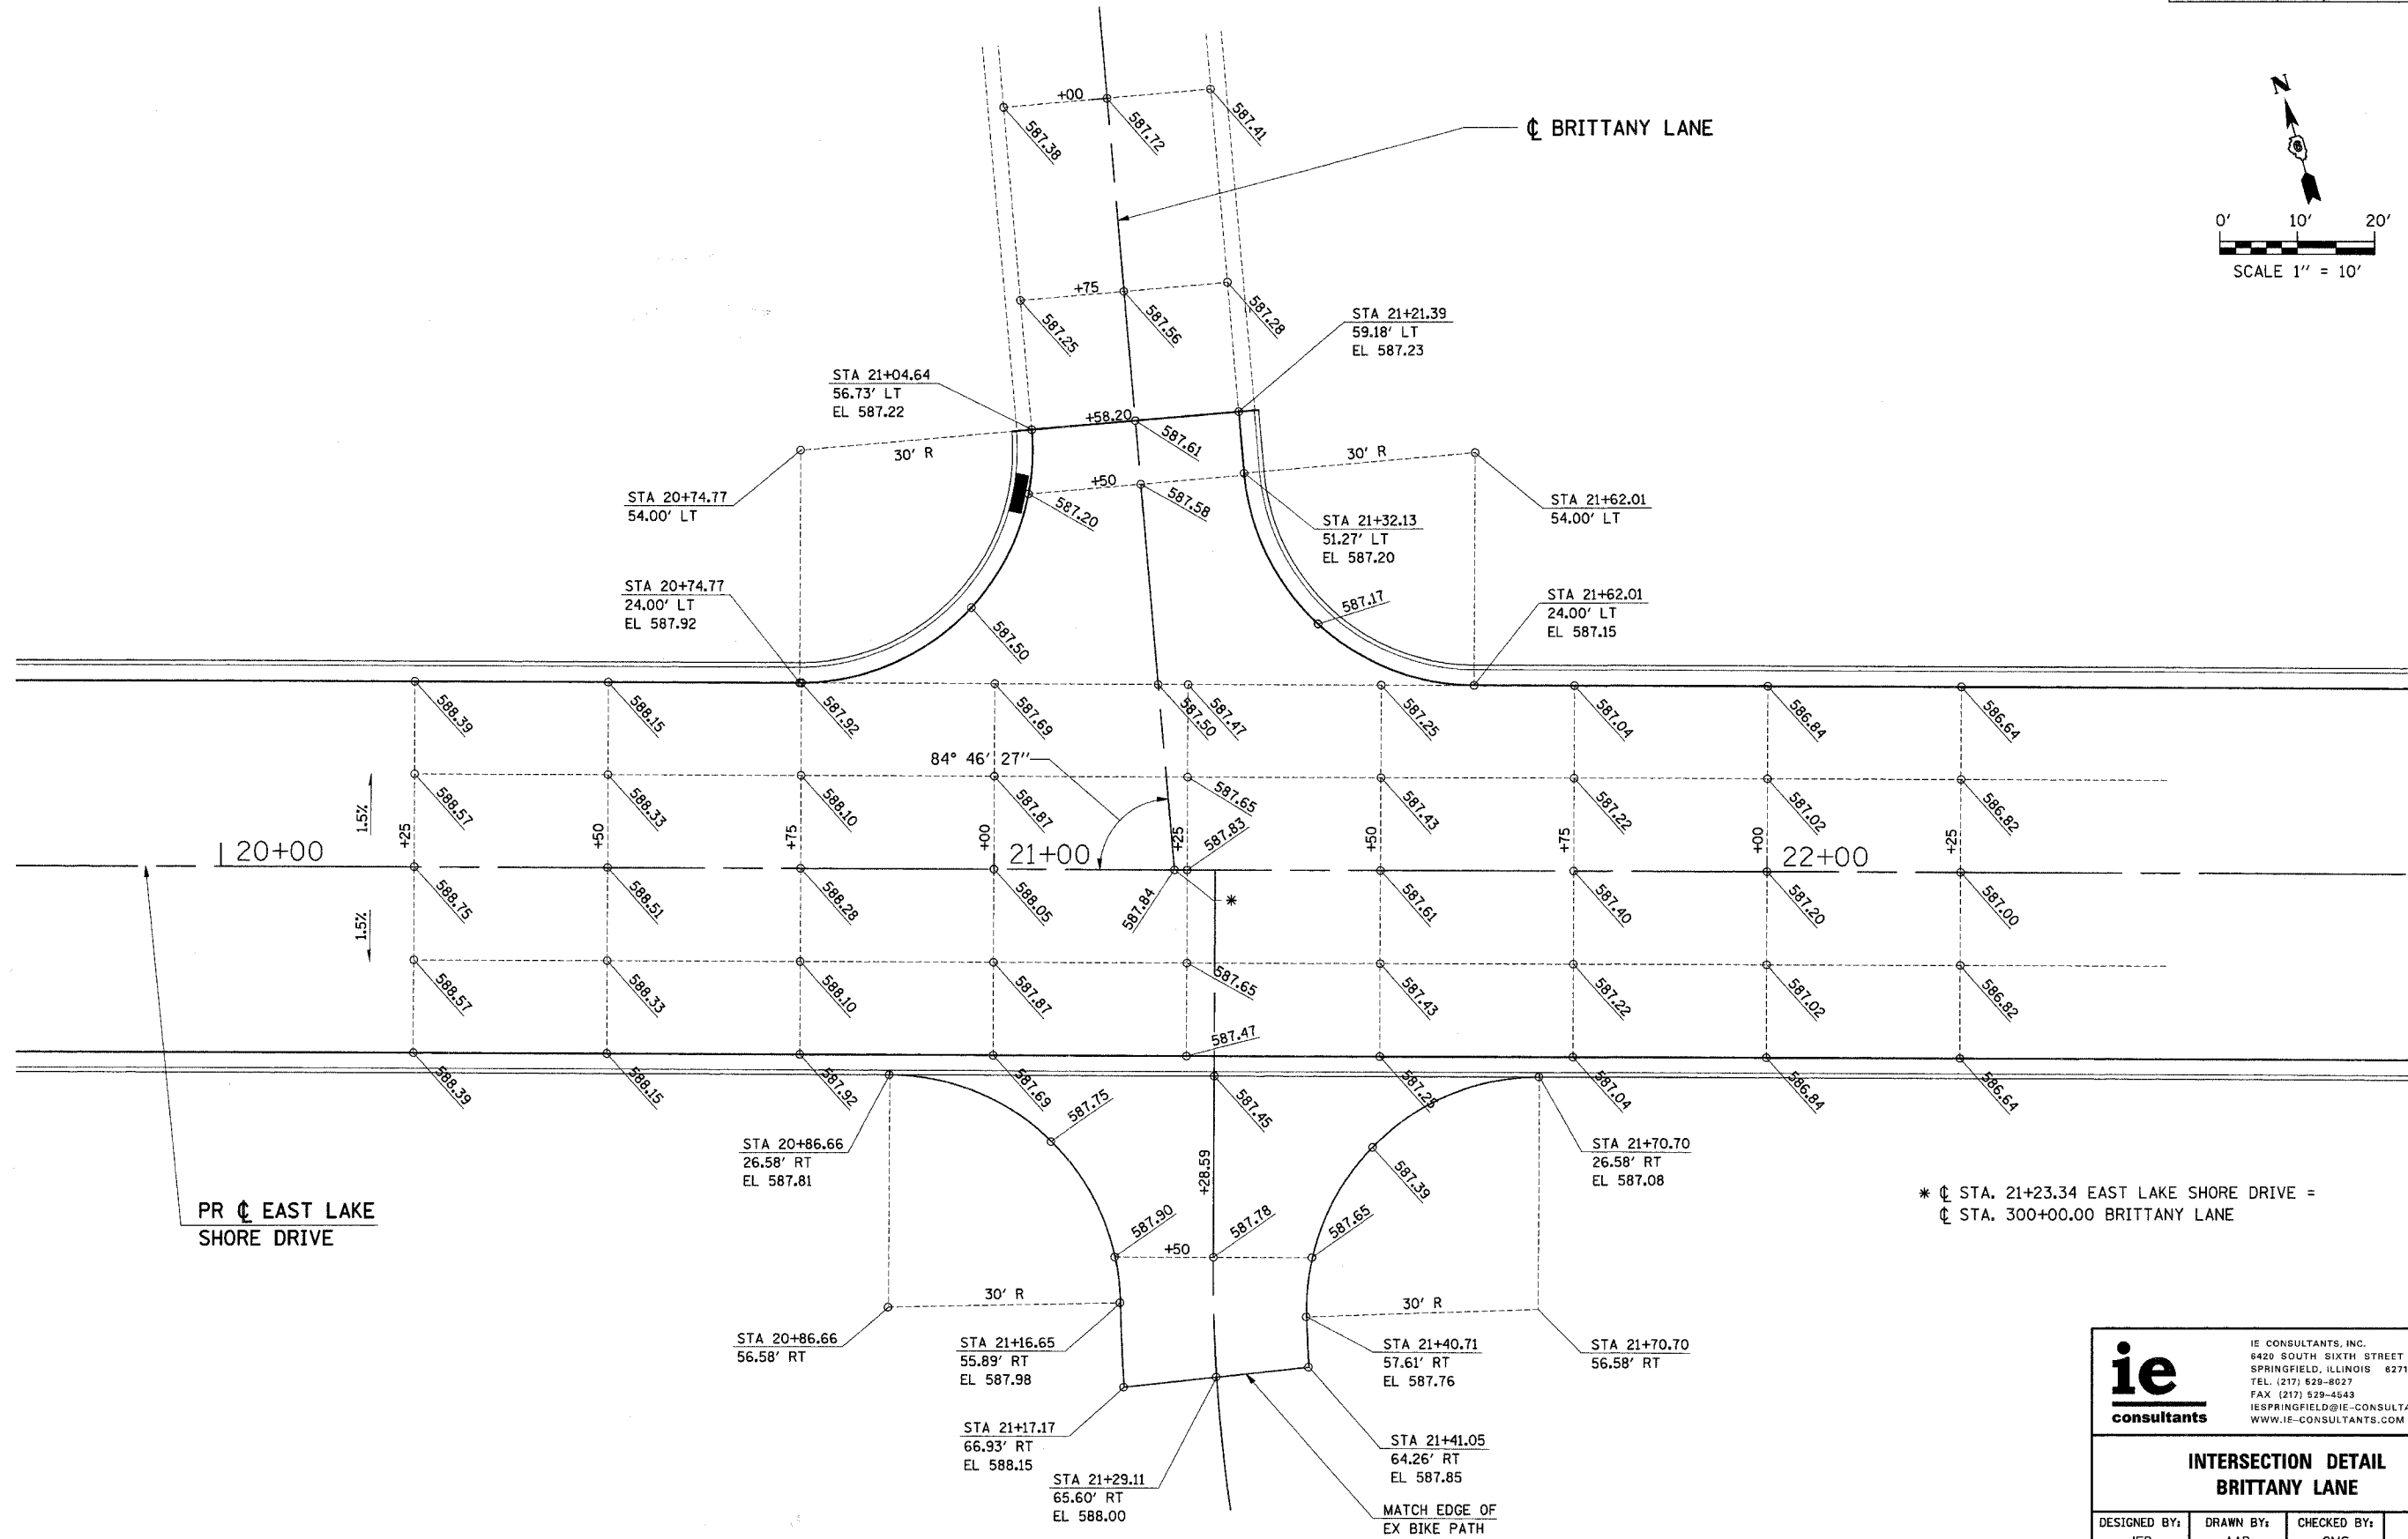 +00
587.38
587.72
587.41
℄ BRITTANY LANE
N
6
0' 10' 20'
SCALE 1" = 10'
+75
587.25
587.56
587.28
STA 21+21.39
59.18' LT
EL 587.23
STA 21+04.64
56.73' LT
EL 587.22
+58.20
587.61
30' R
30' R
+50
587.20
587.58
STA 20+74.77
54.00' LT
STA 21+62.01
54.00' LT
STA 21+32.13
51.27' LT
EL 587.20
STA 20+74.77
24.00' LT
EL 587.92
587.50
587.17
STA 21+62.01
24.00' LT
EL 587.15
588.39
588.15
587.92
587.69
587.50
587.47
587.25
587.04
586.84
586.64
84° 46' 27"
1.5%
588.57
588.33
588.10
587.87
587.65
587.43
587.22
587.02
586.82
+25
+50
+75
+00
+25
587.83
+50
+75
+00
+25
20+00
21+00
22+00
588.75
588.51
588.28
588.05
587.84
*
587.61
587.40
587.20
587.00
1.5%
588.57
588.33
588.10
587.87
587.65
587.43
587.22
587.02
586.82
587.47
588.39
588.15
587.92
587.69
587.75
587.45
587.25
587.04
586.84
586.64
STA 20+86.66
26.58' RT
EL 587.81
+28.59
587.39
STA 21+70.70
26.58' RT
EL 587.08
PR ℄ EAST LAKE
SHORE DRIVE
* ℄ STA. 21+23.34 EAST LAKE SHORE DRIVE =
℄ STA. 300+00.00 BRITTANY LANE
587.90
+50
587.78
587.65
30' R
30' R
STA 20+86.66
56.58' RT
STA 21+16.65
55.89' RT
EL 587.98
STA 21+40.71
57.61' RT
EL 587.76
STA 21+70.70
56.58' RT
STA 21+17.17
66.93' RT
EL 588.15
STA 21+29.11
65.60' RT
EL 588.00
STA 21+41.05
64.26' RT
EL 587.85
MATCH EDGE OF
EX BIKE PATH
ie
consultants
IE CONSULTANTS, INC.
6420 SOUTH SIXTH STREET
SPRINGFIELD, ILLINOIS 6271
TEL. (217) 529-8027
FAX (217) 529-4543
IESPRINGFIELD@IE-CONSULTA
WWW.IE-CONSULTANTS.COM
INTERSECTION DETAIL
BRITTANY LANE
DESIGNED BY: DRAWN BY: CHECKED BY: